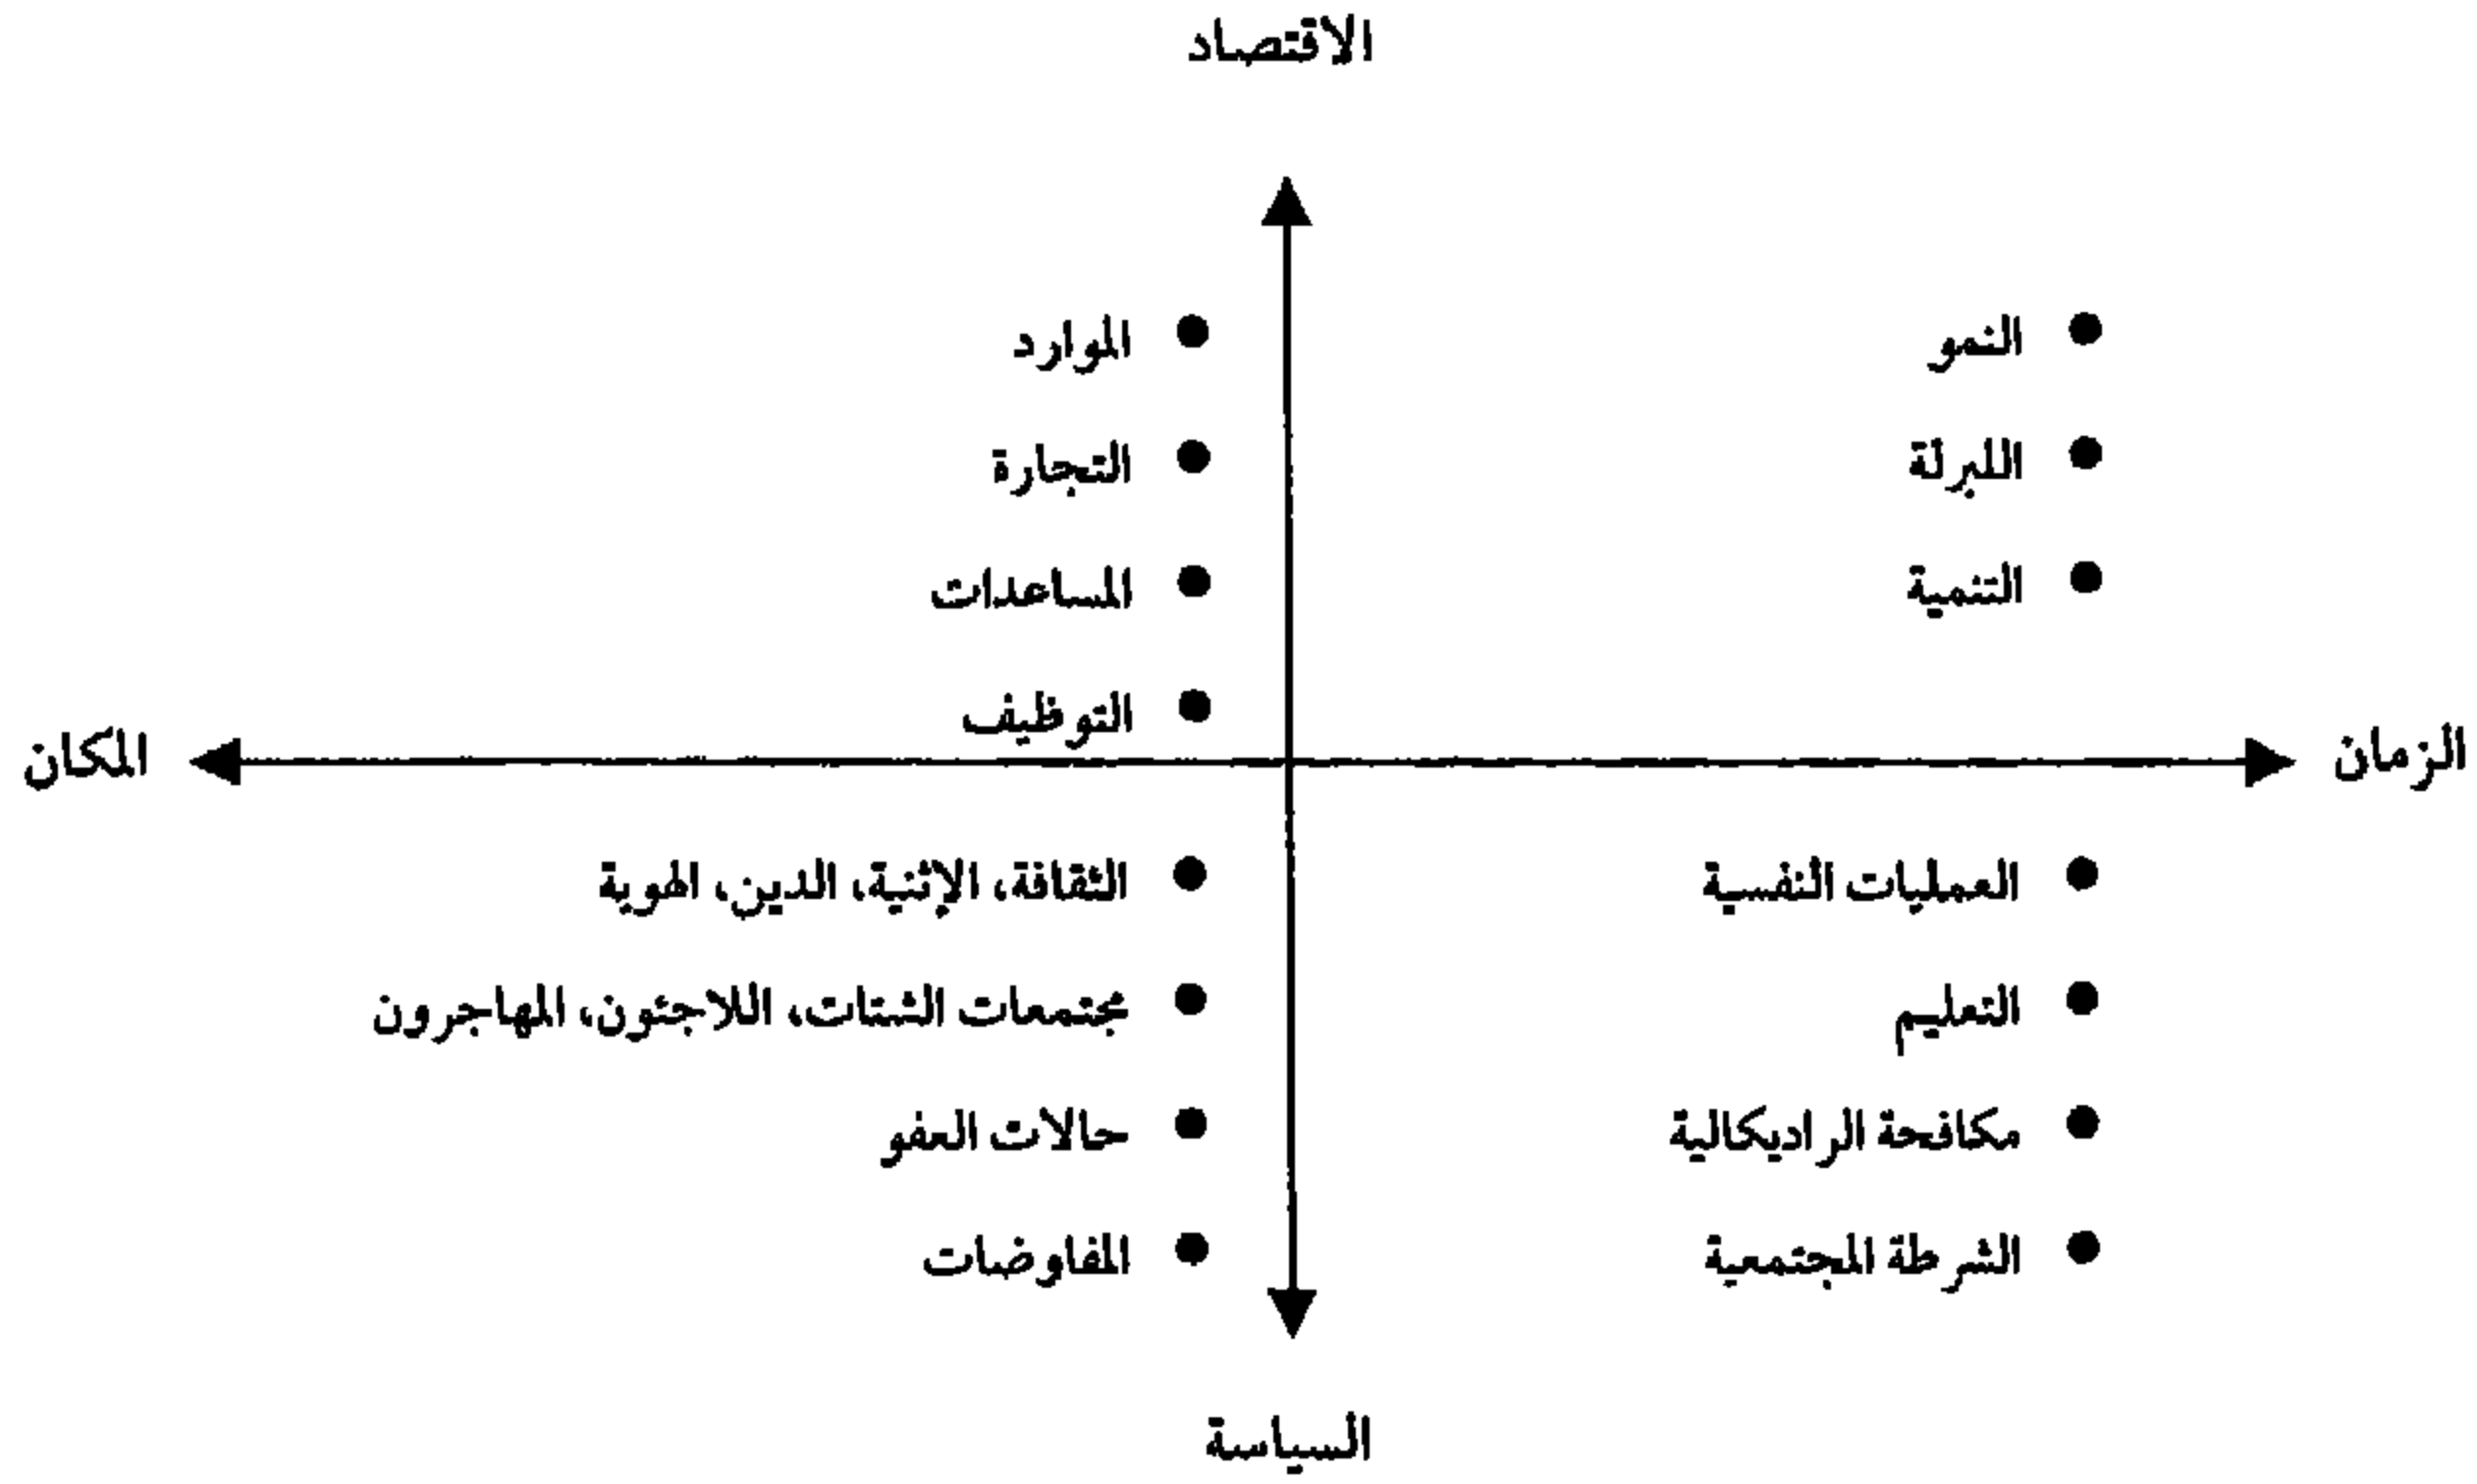 الاقتصاد
• النمو
• اللبرلة
• التنمية
• الموارد
• التجارة
• المساعدات
• التوظيف
الزمان
المكان
• العمليات النفسية
• التعليم
• مكافحة الراديكالية
• الشرطة المجتمعية
• الثقافة، الإثنية، الدين، الهوية
• مجتمعات الشتات، اللاجئون، المهاجرون
• حالات العفو
• المفاوضات
السياسة